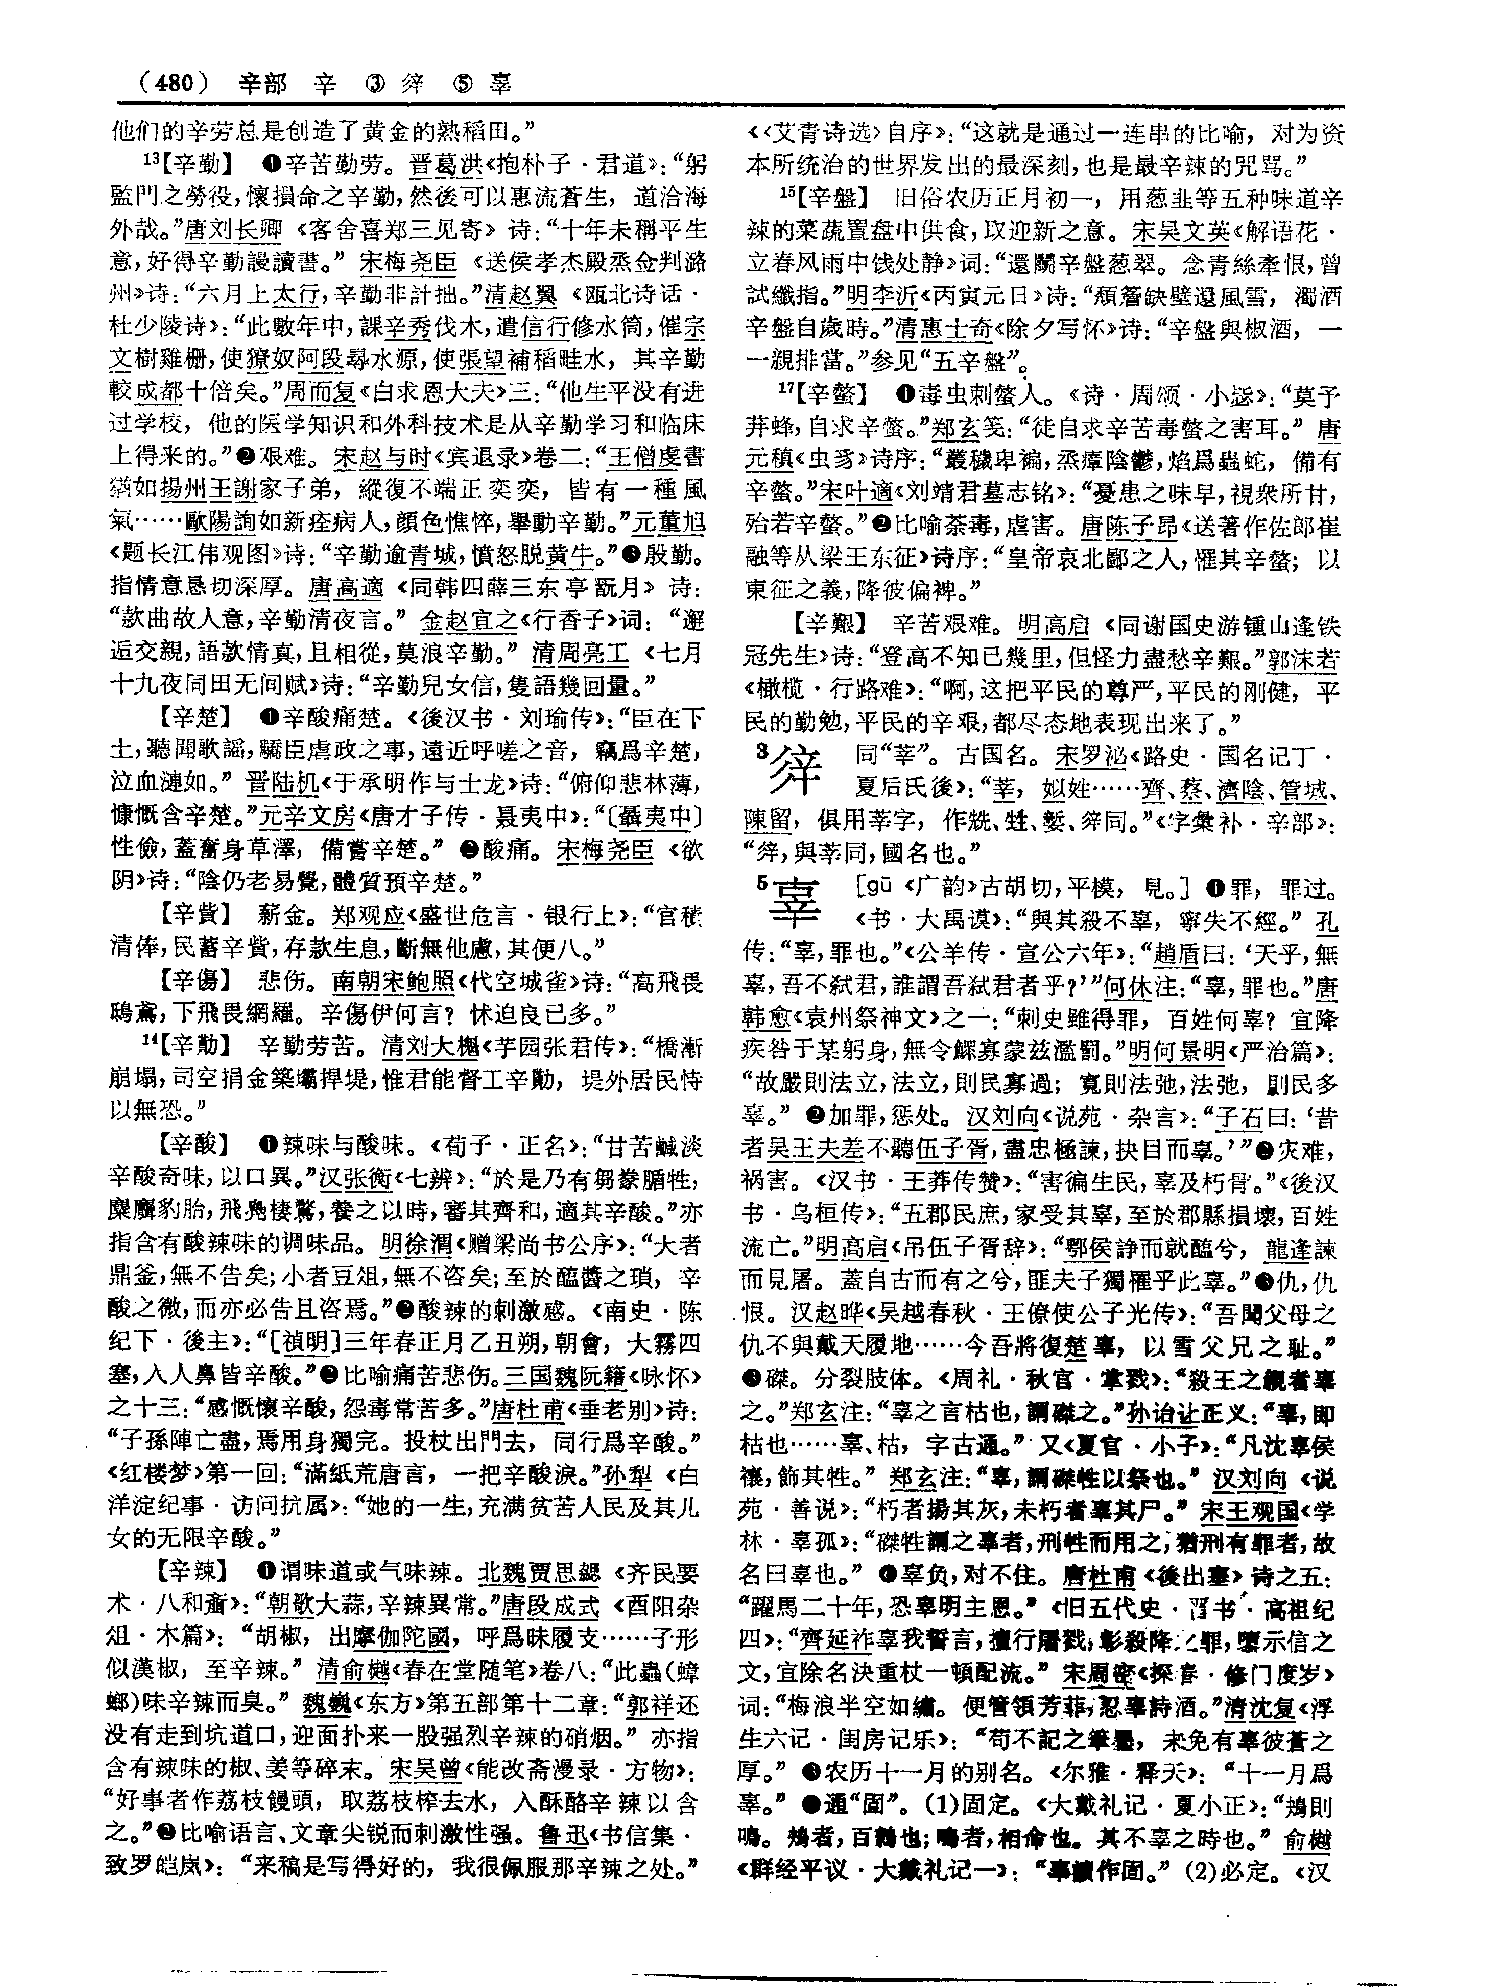 （480） 辛部 辛 ③ 𨐌 ⑤ 辜
他们的辛劳总是创造了黄金的熟稻田。”
13【辛勤】 ❶辛苦勤劳。晋葛洪《抱朴子·君道》：“躬
監門之勞役，懷損命之辛勤，然後可以惠流蒼生，道洽海
外哉。”唐刘长卿《客舍喜郑三见寄》诗：“十年未稱平生
意，好得辛勤謾讀書。” 宋梅尧臣《送侯孝杰殿丞佥判潞
州》诗：“六月上太行，辛勤非計拙。”清赵翼《瓯北诗话·
杜少陵诗》：“此數年中，課辛秀伐木，遣信行修水筒，催宗
文樹雞栅，使獠奴阿段尋水源，使張望補稻畦水，其辛勤
較成都十倍矣。”周而复《白求恩大夫》三：“他生平没有进
过学校，他的医学知识和外科技术是从辛勤学习和临床
上得来的。”❷艰难。宋赵与时《宾退录》卷二：“王僧虔書
猶如揚州王謝家子弟，縱復不端正奕奕，皆有一種風
氣……歐陽詢如新痊病人，顔色憔悴，舉動辛勤。”元董旭
《题长江伟观图》诗：“辛勤逾青城，憤怒脱黄牛。”❸殷勤。
指情意恳切深厚。唐高適《同韩四薛三东亭翫月》诗：
“款曲故人意，辛勤清夜言。” 金赵宜之《行香子》词：“邂
逅交親，語款情真，且相從，莫浪辛勤。” 清周亮工《七月
十九夜同田无间赋》诗：“辛勤兒女信，隻語幾回量。”
【辛楚】 ❶辛酸痛楚。《後汉书·刘瑜传》：“臣在下
土，聽聞歌謡，驕臣虐政之事，遠近呼嗟之音，竊爲辛楚，
泣血漣如。” 晋陆机《于承明作与士龙》诗：“俯仰悲林薄，
慷慨含辛楚。”元辛文房《唐才子传·聂夷中》：“〔聶夷中〕
性儉，蓋奮身草澤，備嘗辛楚。” ❷酸痛。宋梅尧臣《欲
阴》诗：“陰仍老易覺，體質預辛楚。”
【辛貲】 薪金。郑观应《盛世危言·银行上》：“官積
清俸，民蓄辛貲，存款生息，斷無他慮，其便八。”
【辛傷】 悲伤。南朝宋鲍照《代空城雀》诗：“高飛畏
鴟鳶，下飛畏網羅。辛傷伊何言？怵迫良已多。”
14【辛勩】 辛勤劳苦。清刘大櫆《芋园张君传》：“橋漸
崩塌，司空捐金築壩捍堤，惟君能督工辛勩，堤外居民恃
以無恐。”
【辛酸】 ❶辣味与酸味。《荀子·正名》：“甘苦鹹淡
辛酸奇味，以口異。”汉张衡《七辨》：“於是乃有芻豢腯牲，
麋麛豹胎，飛鳧棲鷩，養之以時，審其齊和，適其辛酸。”亦
指含有酸辣味的调味品。明徐渭《赠梁尚书公序》：“大者
鼎釜，無不告矣；小者豆俎，無不咨矣；至於醢醬之瑣，辛
酸之微，而亦必告且咨焉。”❷酸辣的刺激感。《南史·陈
纪下·後主》：“[禎明]三年春正月乙丑朔，朝會，大霧四
塞，入人鼻皆辛酸。”❸比喻痛苦悲伤。三国魏阮籍《咏怀》
之十三：“感慨懷辛酸，怨毒常苦多。”唐杜甫《垂老别》诗：
“子孫陣亡盡，焉用身獨完。投杖出門去，同行爲辛酸。”
《红楼梦》第一回：“滿紙荒唐言，一把辛酸淚。”孙犁《白
洋淀纪事·访问抗属》：“她的一生，充满贫苦人民及其儿
女的无限辛酸。”
【辛辣】 ❶谓味道或气味辣。北魏贾思勰《齐民要
术·八和齑》：“朝歌大蒜，辛辣異常。”唐段成式《酉阳杂
俎·木篇》：“胡椒，出摩伽陀國，呼爲昧履支……子形
似漢椒，至辛辣。” 清俞樾《春在堂随笔》卷八：“此蟲（蟑
螂）味辛辣而臭。” 魏巍《东方》第五部第十二章：“郭祥还
没有走到坑道口，迎面扑来一股强烈辛辣的硝烟。” 亦指
含有辣味的椒、姜等碎末。宋吴曾《能改斋漫录·方物》：
“好事者作荔枝饅頭，取荔枝榨去水，入酥酪辛辣以含
之。”❷比喻语言、文章尖锐而刺激性强。鲁迅《书信集·
致罗皑岚》：“来稿是写得好的，我很佩服那辛辣之处。”
《〈艾青诗选〉自序》：“这就是通过一连串的比喻，对为资
本所统治的世界发出的最深刻，也是最辛辣的咒骂。”
15【辛盤】 旧俗农历正月初一，用葱韭等五种味道辛
辣的菜蔬置盘中供食，取迎新之意。宋吴文英《解语花·
立春风雨中饯处静》词：“還鬬辛盤葱翠。念青絲牽恨，曾
試纖指。”明李沂《丙寅元日》诗：“頹簷缺壁還風雪，濁酒
辛盤自歲時。”清惠士奇《除夕写怀》诗：“辛盤與椒酒，一
一親排當。”参见“五辛盤”。
17【辛螫】 ❶毒虫刺螫人。《诗·周颂·小毖》：“莫予
荓蜂，自求辛螫。”郑玄笺：“徒自求辛苦毒螫之害耳。” 唐
元稹《虫豸》诗序：“叢穢卑褊，烝瘴陰鬱，焰爲蟲蛇，備有
辛螫。”宋叶適《刘靖君墓志铭》：“憂患之味早，視衆所甘，
殆若辛螫。”❷比喻荼毒，虐害。唐陈子昂《送著作佐郎崔
融等从梁王东征》诗序：“皇帝哀北鄙之人，罹其辛螫；以
東征之義，降彼偏裨。”
【辛艱】 辛苦艰难。明高启《同谢国史游锺山逢铁
冠先生》诗：“登高不知已幾里，但怪力盡愁辛艱。”郭沫若
《橄榄·行路难》：“啊，这把平民的尊严，平民的刚健，平
民的勤勉，平民的辛艰，都尽态地表现出来了。”
3𨐌 同“莘”。古国名。宋罗泌《路史·国名记丁·
夏后氏後》：“莘，姒姓……齊、蔡、濟陰、管城、
陳留，俱用莘字，作兟、甡、㜪、𨐌同。”《字彙补·辛部》：
“𨐌，與莘同，國名也。”
5辜 ［gū《广韵》古胡切，平模，見。］ ❶罪，罪过。
《书·大禹谟》：“與其殺不辜，寧失不經。” 孔
传：“辜，罪也。”《公羊传·宣公六年》：“趙盾曰：‘天乎，無
辜，吾不弑君，誰謂吾弑君者乎？’”何休注：“辜，罪也。”唐
韩愈《袁州祭神文》之一：“刺史雖得罪，百姓何辜？宜降
疾咎于某躬身，無令鰥寡蒙兹濫罰。”明何景明《严治篇》：
“故嚴則法立，法立，則民寡過；寬則法弛，法弛，則民多
辜。” ❷加罪，惩处。汉刘向《说苑·杂言》：“子石曰：‘昔
者吴王夫差不聽伍子胥，盡忠極諫，抉目而辜。’”❸灾难，
祸害。《汉书·王莽传赞》：“害徧生民，辜及朽骨。”《後汉
书·乌桓传》：“五郡民庶，家受其辜，至於郡縣損壞，百姓
流亡。”明高启《吊伍子胥辞》：“鄂侯諍而就醢兮，龍逢諫
而見屠。蓋自古而有之兮，匪夫子獨罹乎此辜。”❹仇，仇
恨。汉赵晔《吴越春秋·王僚使公子光传》：“吾聞父母之
仇不與戴天履地……今吾將復楚辜，以雪父兄之耻。”
❺磔。分裂肢体。《周礼·秋官·掌戮》：“殺王之親者辜
之。”郑玄注：“辜之言枯也，謂磔之。”孙诒让正义：“辜，即
枯也……辜、枯，字古通。” 又《夏官·小子》：“凡沈辜侯
禳，飾其牲。” 郑玄注：“辜，謂磔牲以祭也。” 汉刘向《说
苑·善说》：“朽者揚其灰，未朽者辜其尸。” 宋王观国《学
林·辜孤》：“磔牲謂之辜者，刑牲而用之，猶刑有罪者，故
名曰辜也。” ❻辜负，对不住。唐杜甫《後出塞》诗之五：
“躍馬二十年，恐辜明主恩。” 《旧五代史·晋书·高祖纪
四》：“齊延祚辜我誓言，擅行屠戮，彰殺降之罪，隳示信之
文，宜除名決重杖一頓配流。” 宋周密《探春·修门度岁》
词：“梅浪半空如繡。便管領芳菲，忍辜詩酒。”清沈复《浮
生六记·闺房记乐》：“苟不記之筆墨，未免有辜彼蒼之
厚。” ❼农历十一月的别名。《尔雅·释天》：“十一月爲
辜。” ❽通“固”。(1)固定。《大戴礼记·夏小正》：“鴂則
鳴。鴂者，百鷯也；鳴者，相命也。其不辜之時也。” 俞樾
《群经平议·大戴礼记一》：“辜讀作固。” (2)必定。《汉